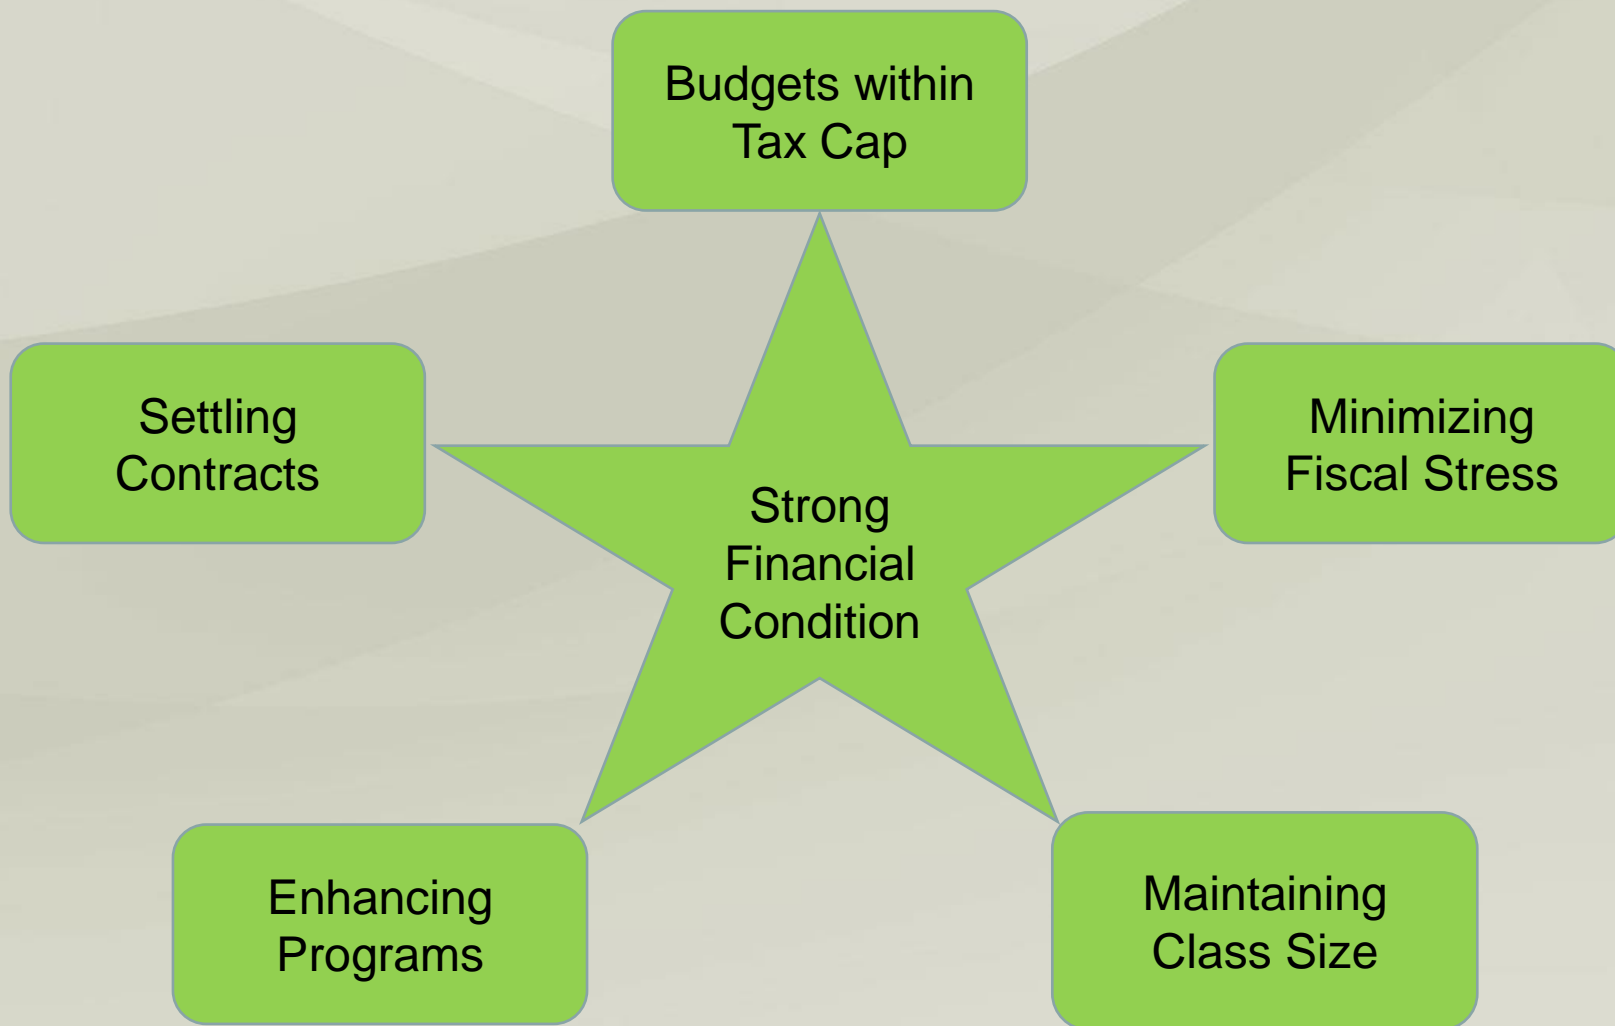 Budgets within
Tax Cap
Settling
Contracts
Minimizing
Fiscal Stress
Strong
Financial
Condition
Enhancing
Programs
Maintaining
Class Size